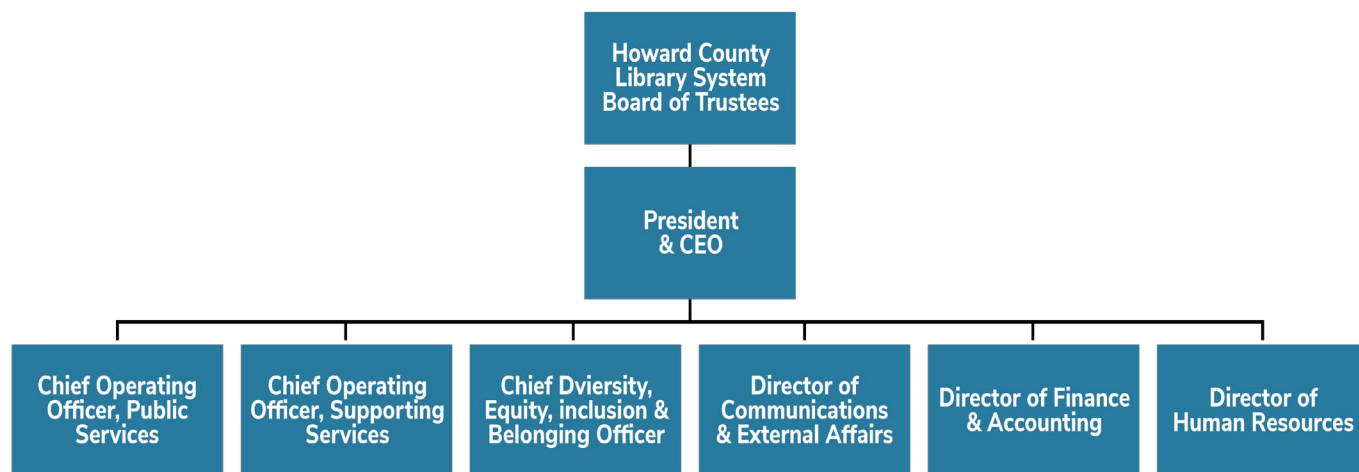 Howard County
Library System
Board of Trustees
President
& CEO
Chief Operating
Officer, Public
Services
Chief Operating
Officer, Supporting
Services
Chief Dviersity,
Equity, inclusion &
Belonging Officer
Director of
Communications
& External Affairs
Director of Finance
& Accounting
Director of
Human Resources